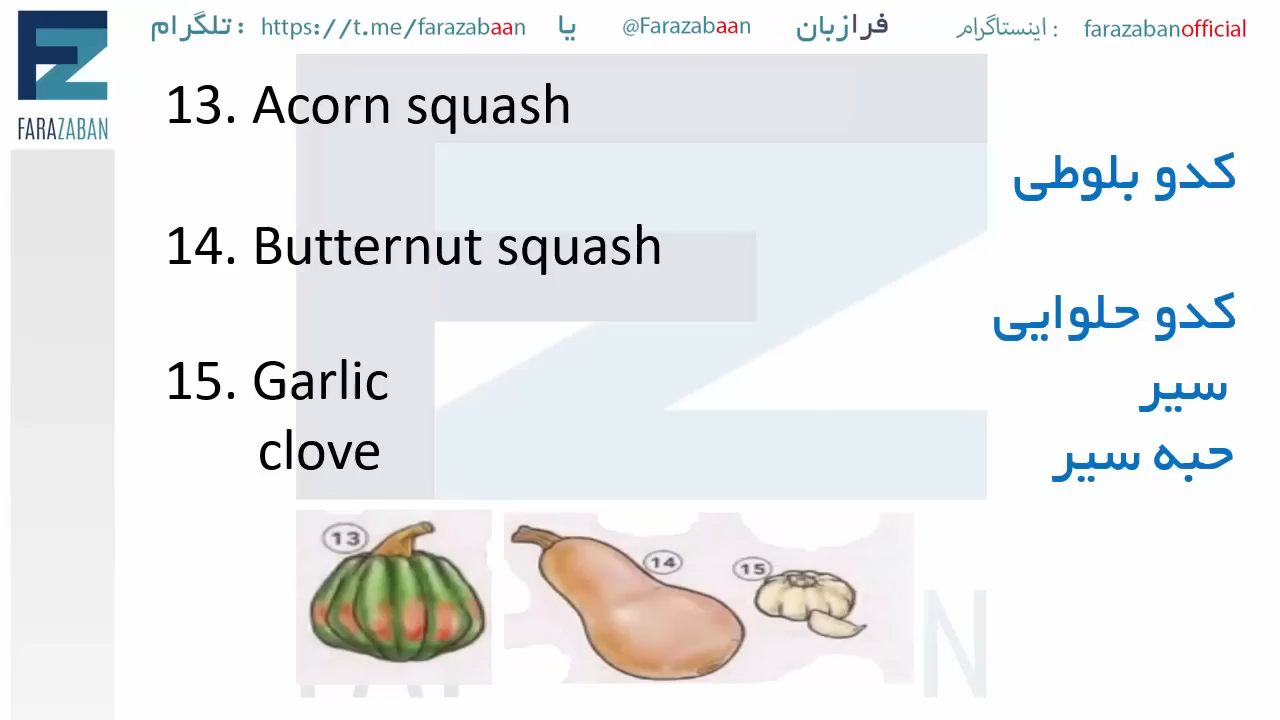 تلگرام : https://t.me/farazabaan یا @Farazabaan فرازبان اینستاگرام : farazabanofficial
FZ
FARAZABAN
13. Acorn squash
کدو بلوطی
14. Butternut squash
کدو حلوایی
15. Garlic
سیر
clove
حبه سیر
13
14
15